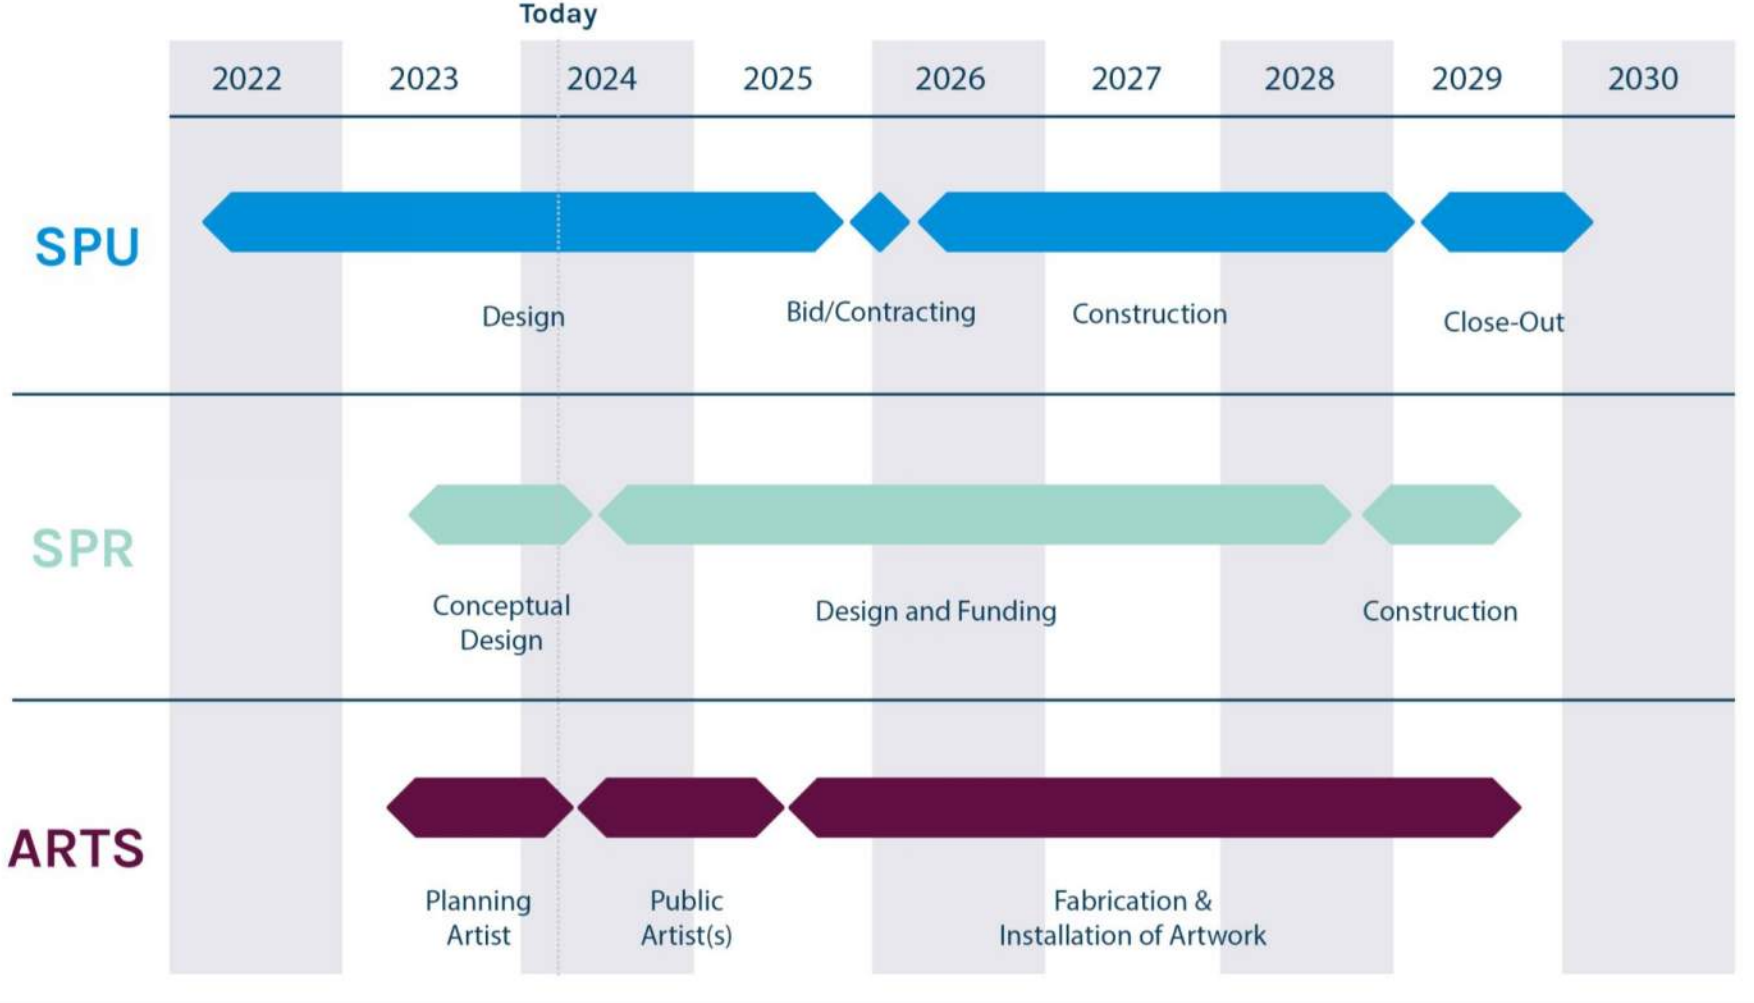 Today
2022 2023 2024 2025 2026 2027 2028 2029 2030
SPU
Design Bid/Contracting Construction Close-Out
SPR
Conceptual
Design
Design and Funding
Construction
ARTS
Planning
Artist
Public
Artist(s)
Fabrication &
Installation of Artwork